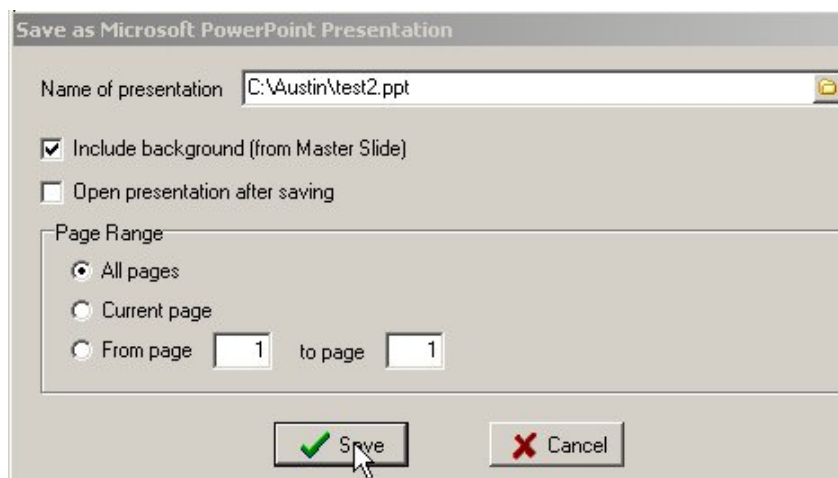 Save as Microsoft PowerPoint Presentation
Name of presentation C:\Austin\test2.ppt
Include background (from Master Slide)
Open presentation after saving
Page Range
All pages
Current page
From page 1 to page 1
Save Cancel